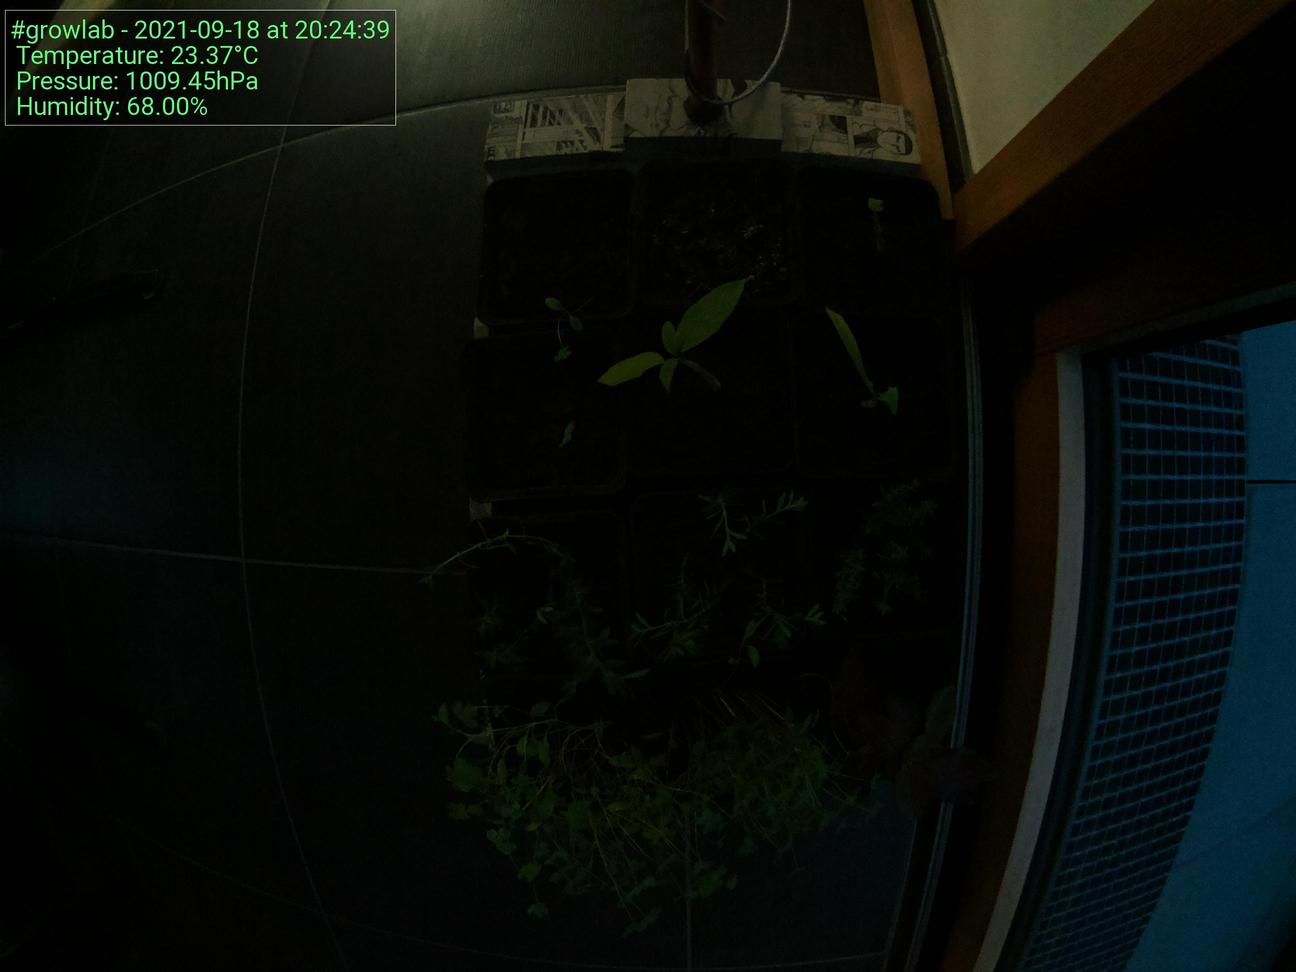 #growlab - 2021-09-18 at 20:24:39
Temperature: 23.37°C
Pressure: 1009.45hPa
Humidity: 68.00%